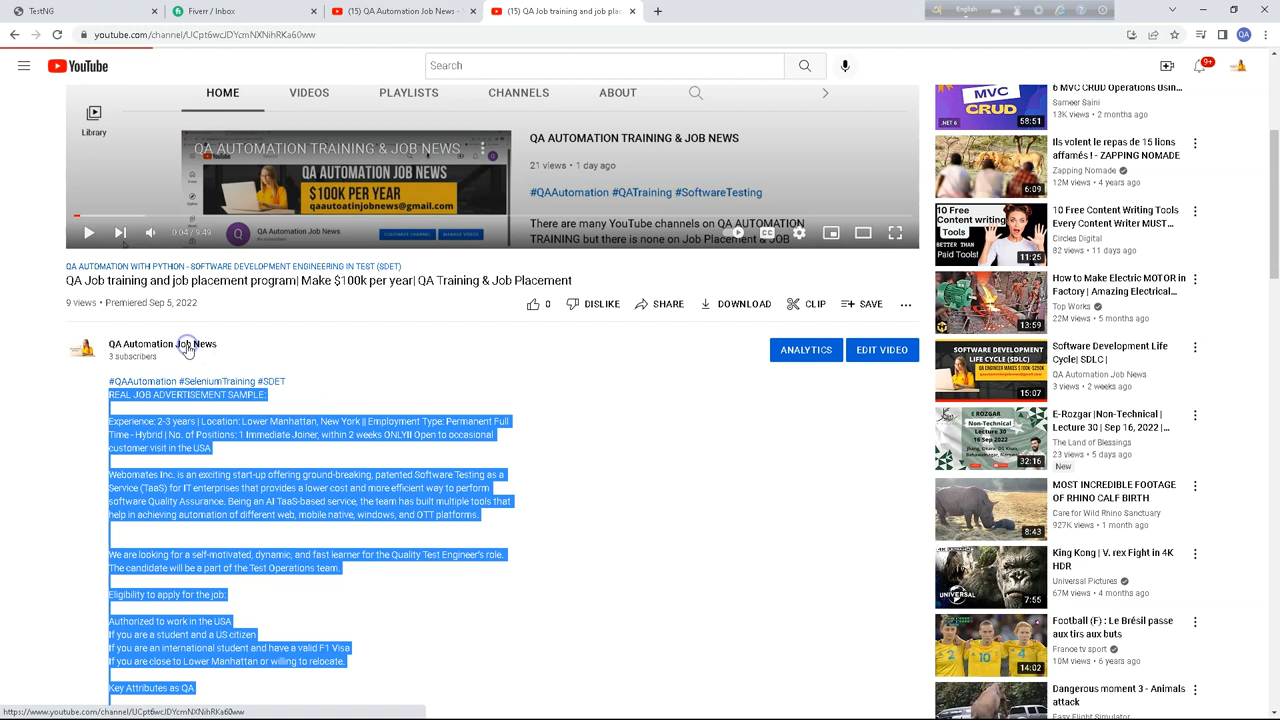 TestNG
Fiverr / Inbox
(15) QA Automation Job News -
(15) QA Job training and job plac
English
youtube.com/channel/UCpt6wcJDYcmNXNihRKa60ww
QA
YouTube
Search
9+
HOME VIDEOS PLAYLISTS CHANNELS ABOUT
Library
QA AUTOMATION TRAINING & JOB NEWS
QA AUTOMATION JOB NEWS
$100K PER YEAR
qaautoatinjobnews@gmail.com
QA Automation Job News
CUSTOMIZE CHANNEL
MANAGE VIDEOS
QA AUTOMATION TRAINING & JOB NEWS
21 views • 1 day ago
#QAAutomation #QATraining #SoftwareTesting
There are many YouTube channels on QA AUTOMATION
TRAINING but there is none on Job Placement &
0:04 / 9:49
QA AUTOMATION WITH PYTHON - SOFTWARE DEVELOPMENT ENGINEERING IN TEST (SDET)
QA Job training and job placement program| Make $100k per year| QA Training & Job Placement
9 views • Premiered Sep 5, 2022
0 DISLIKE SHARE DOWNLOAD CLIP SAVE
QA Automation Job News
3 subscribers
ANALYTICS
EDIT VIDEO
#QAAutomation #SeleniumTraining #SDET
REAL JOB ADVERTISEMENT SAMPLE:
Experience: 2-3 years | Location: Lower Manhattan, New York || Employment Type: Permanent Full
Time - Hybrid | No. of Positions: 1 Immediate Joiner, within 2 weeks ONLY|| Open to occasional
customer visit in the USA
Webomates Inc. is an exciting start-up offering ground-breaking, patented Software Testing as a
Service (TaaS) for IT enterprises that provides a lower cost and more efficient way to perform
software Quality Assurance. Being an AI TaaS-based service, the team has built multiple tools that
help in achieving automation of different web, mobile native, windows, and OTT platforms.
We are looking for a self-motivated, dynamic, and fast learner for the Quality Test Engineer's role.
The candidate will be a part of the Test Operations team.
Eligibility to apply for the job:
Authorized to work in the USA
If you are a student and a US citizen
If you are an international student and have a valid F1 Visa
If you are close to Lower Manhattan or willing to relocate.
Key Attributes as QA
https://www.youtube.com/channel/UCpt6wcJDYcmNXNihRKa60ww
MVC
CRUD
.NET 6
58:51
6 MVC CRUD Operations Usin...
Sameer Saini
13K views • 2 months ago
6:09
Ils volent le repas de 15 lions
affamés ! - ZAPPING NOMADE
Zapping Nomade
12M views • 4 years ago
10 Free
Content writing
Tools
BETTER THAN
Paid Tools!
11:25
10 Free Content Writing Tools
Every Content Writer MUST...
Circles Digital
82 views • 11 days ago
13:59
How to Make Electric MOTOR in
Factory | Amazing Electrical...
Top Works
22M views • 5 months ago
SOFTWARE DEVELOPMENT
LIFE CYCLE (SDLC)
QA ENGINEER MAKES $100K-$250K
15:07
Software Development Life
Cycle| SDLC |
QA Automation Job News
3 views • 2 weeks ago
E ROZGAR
Non-Technical
Lecture 30
16 Sep 2022
32:16
E-Rozgar |Non-Technical |
Lecture 30 | Sep 16, 2022 |...
The Land of Blessings
23 views • 5 days ago
New
8:43
MOST INCREDIBLE FOOTAGE
OF RHINO CALF BIRTH
Care for Wild Rhino Sanctuary
927K views • 1 month ago
UNIVERSAL
7:55
King Kong | V. rex Fight in 4K
HDR
Universal Pictures
67M views • 4 months ago
2 10 5
14:02
Football (F) : Le Brésil passe
aux tirs aux buts
France tv sport
10M views • 6 years ago
Dangerous moment 3 - Animals
attack
Easy Flight Simulator